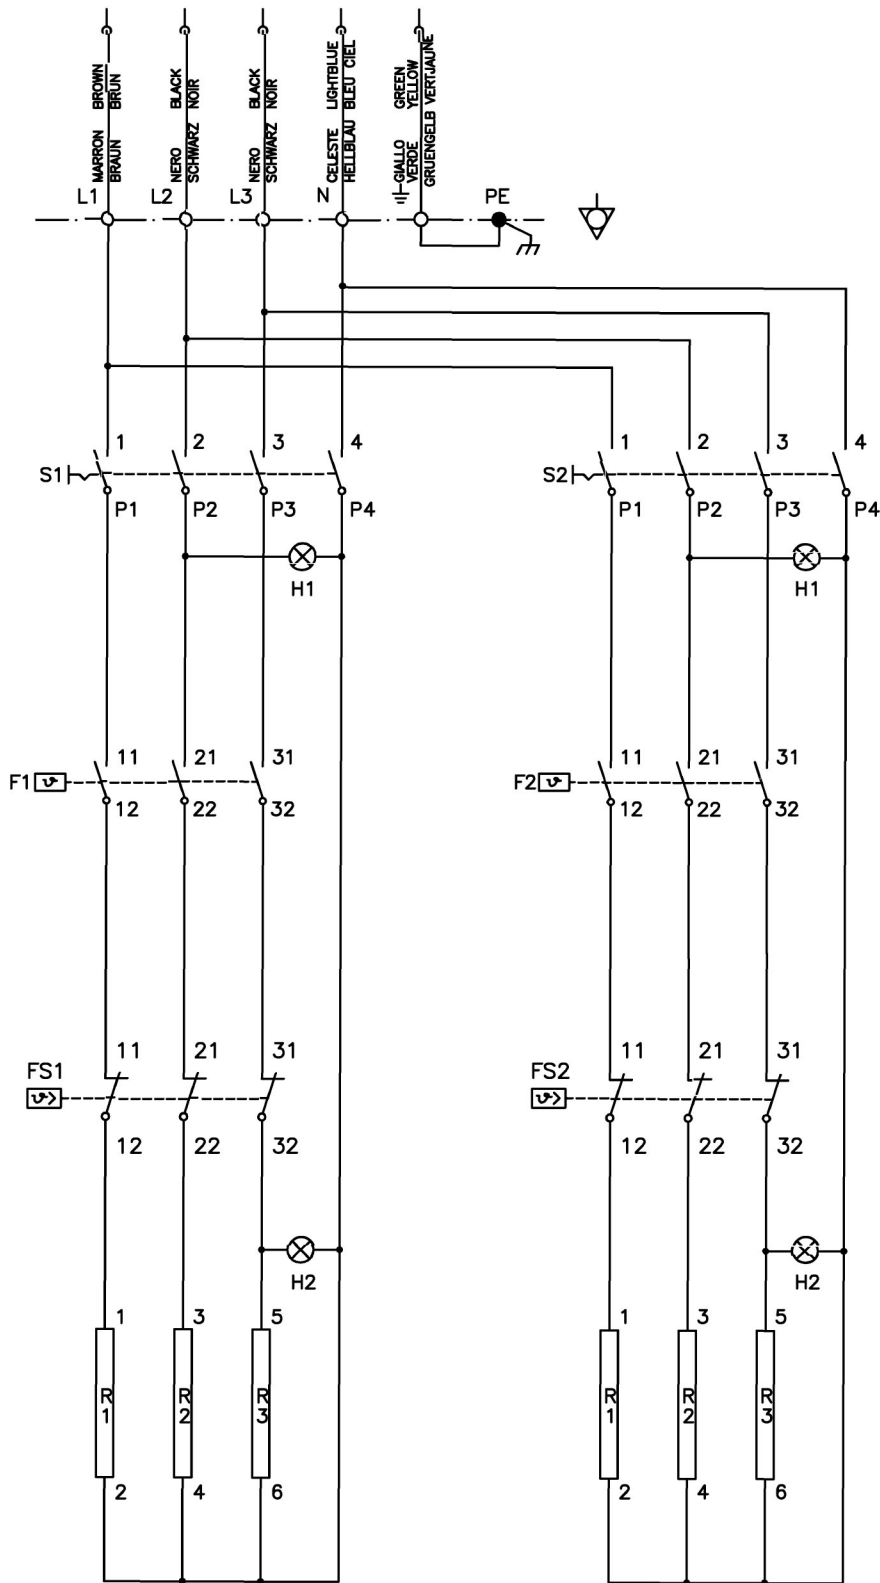 MARRON BROWN
BRAUN BRUN
NERO BLACK
SCHWARZ NOIR
NERO BLACK
SCHWARZ NOIR
CELESTE LIGHTBLUE
HELLBLAU BLEU CIEL
GIALLO GREEN
VERDE YELLOW
GRUENGELB VERTJAUNE
L1 L2 L3 N PE
1 2 3 4 1 2 3 4
S1 S2
P1 P2 P3 P4 P1 P2 P3 P4
H1 H1
11 21 31 11 21 31
F1 F2
12 22 32 12 22 32
11 21 31 11 21 31
FS1 FS2
12 22 32 12 22 32
H2 H2
1 3 5 1 3 5
R1 R2 R3 R1 R2 R3
2 4 6 2 4 6